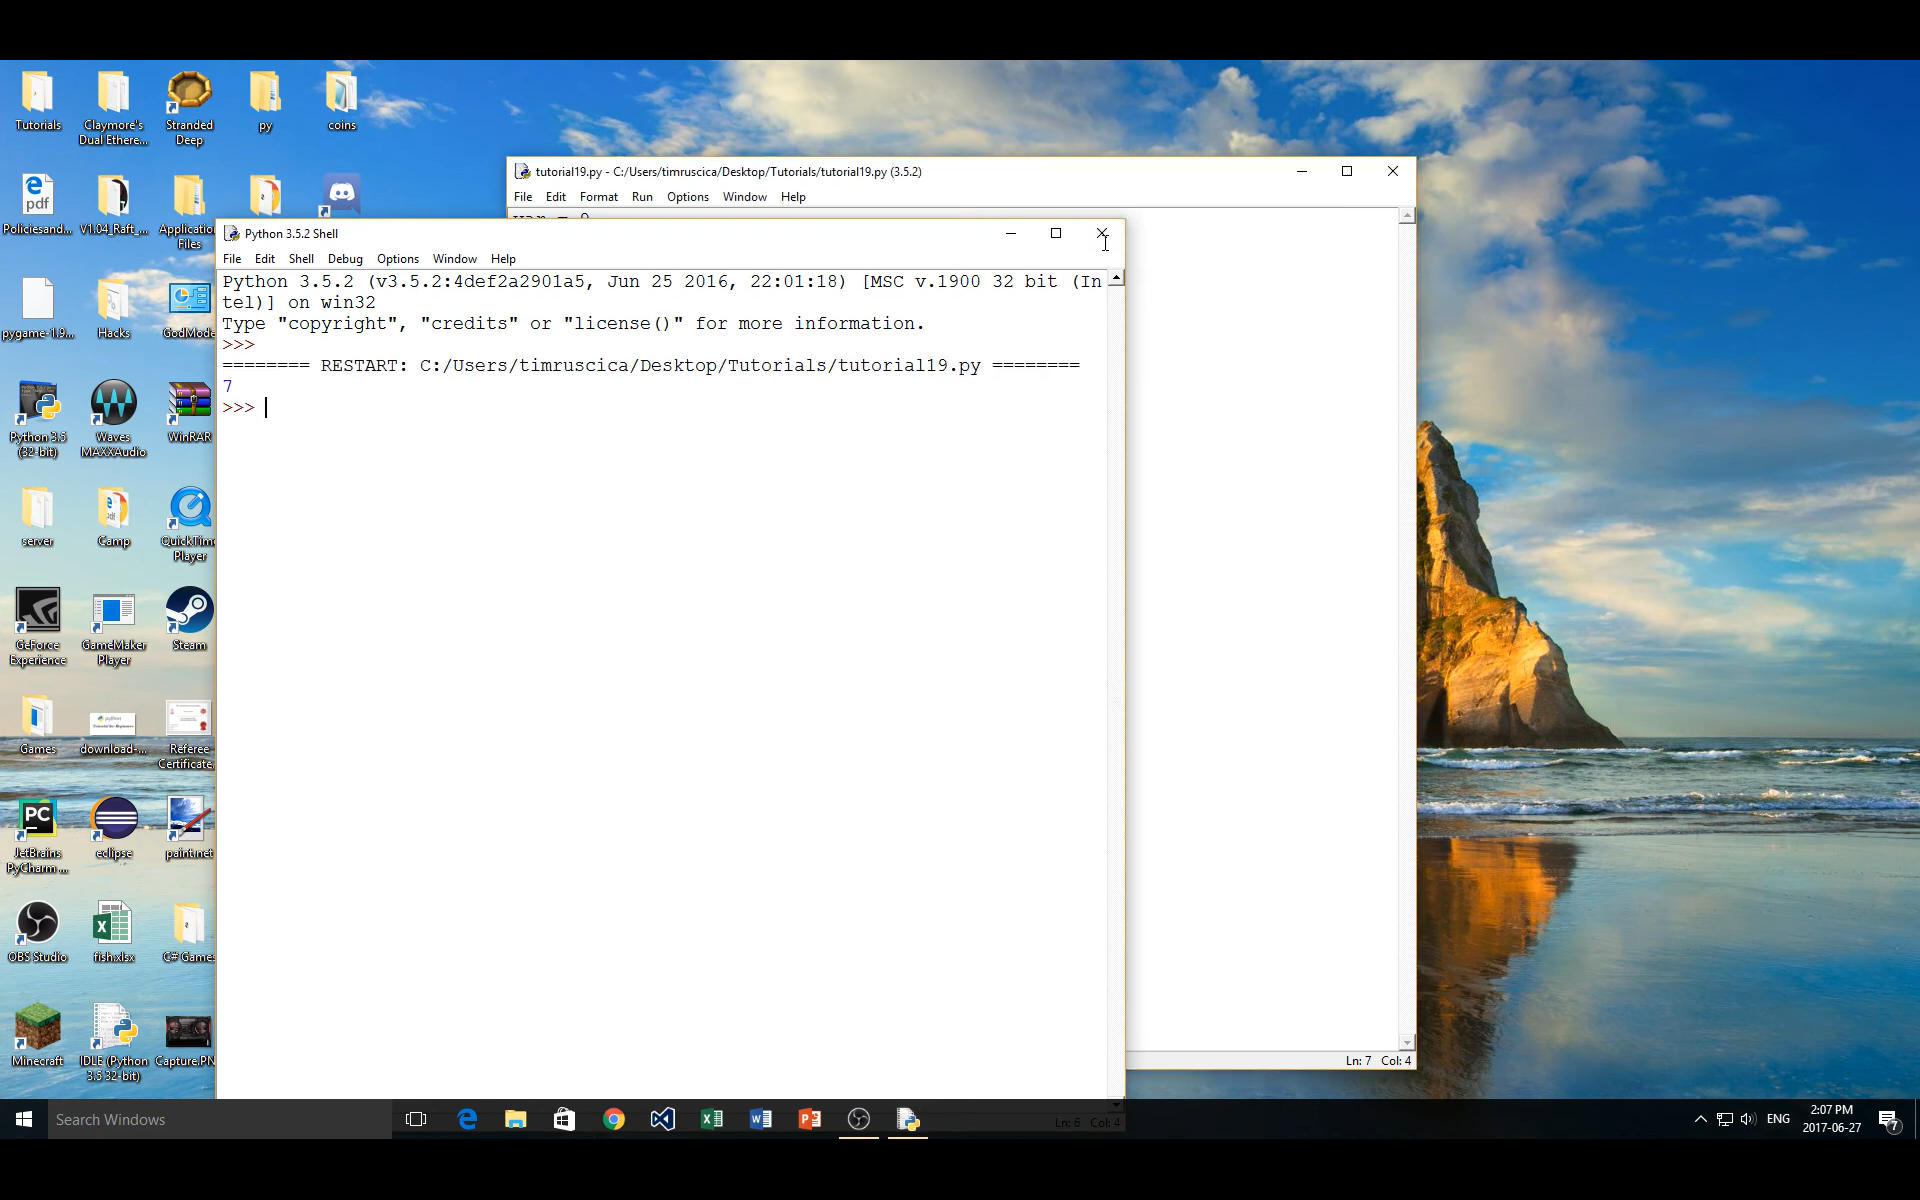 Tutorials
Claymore's
Dual Ethere...
Stranded
Deep
py
coins
Policiesand...
V1.04_Raft_...
Application
Files
pygame-1.9...
Hacks
GodMode
Python 3.5
(32-bit)
Waves
MAXXAudio
WinRAR
server
Camp
QuickTime
Player
GeForce
Experience
GameMaker
Player
Steam
Games
download-...
Referee
Certificate.
JetBrains
PyCharm ...
eclipse
paint.net
OBS Studio
fish.xlsx
C# Games
Minecraft
IDLE (Python
3.5 32-bit)
Capture.PN
tutorial19.py - C:/Users/timruscica/Desktop/Tutorials/tutorial19.py (3.5.2)
File Edit Format Run Options Window Help
Python 3.5.2 Shell
File Edit Shell Debug Options Window Help
Python 3.5.2 (v3.5.2:4def2a2901a5, Jun 25 2016, 22:01:18) [MSC v.1900 32 bit (In
tel)] on win32
Type "copyright", "credits" or "license()" for more information.
>>>
======== RESTART: C:/Users/timruscica/Desktop/Tutorials/tutorial19.py ========
7
>>>
Ln: 7 Col: 4
Ln: 6 Col: 4
Search Windows
ENG
2:07 PM
2017-06-27
7